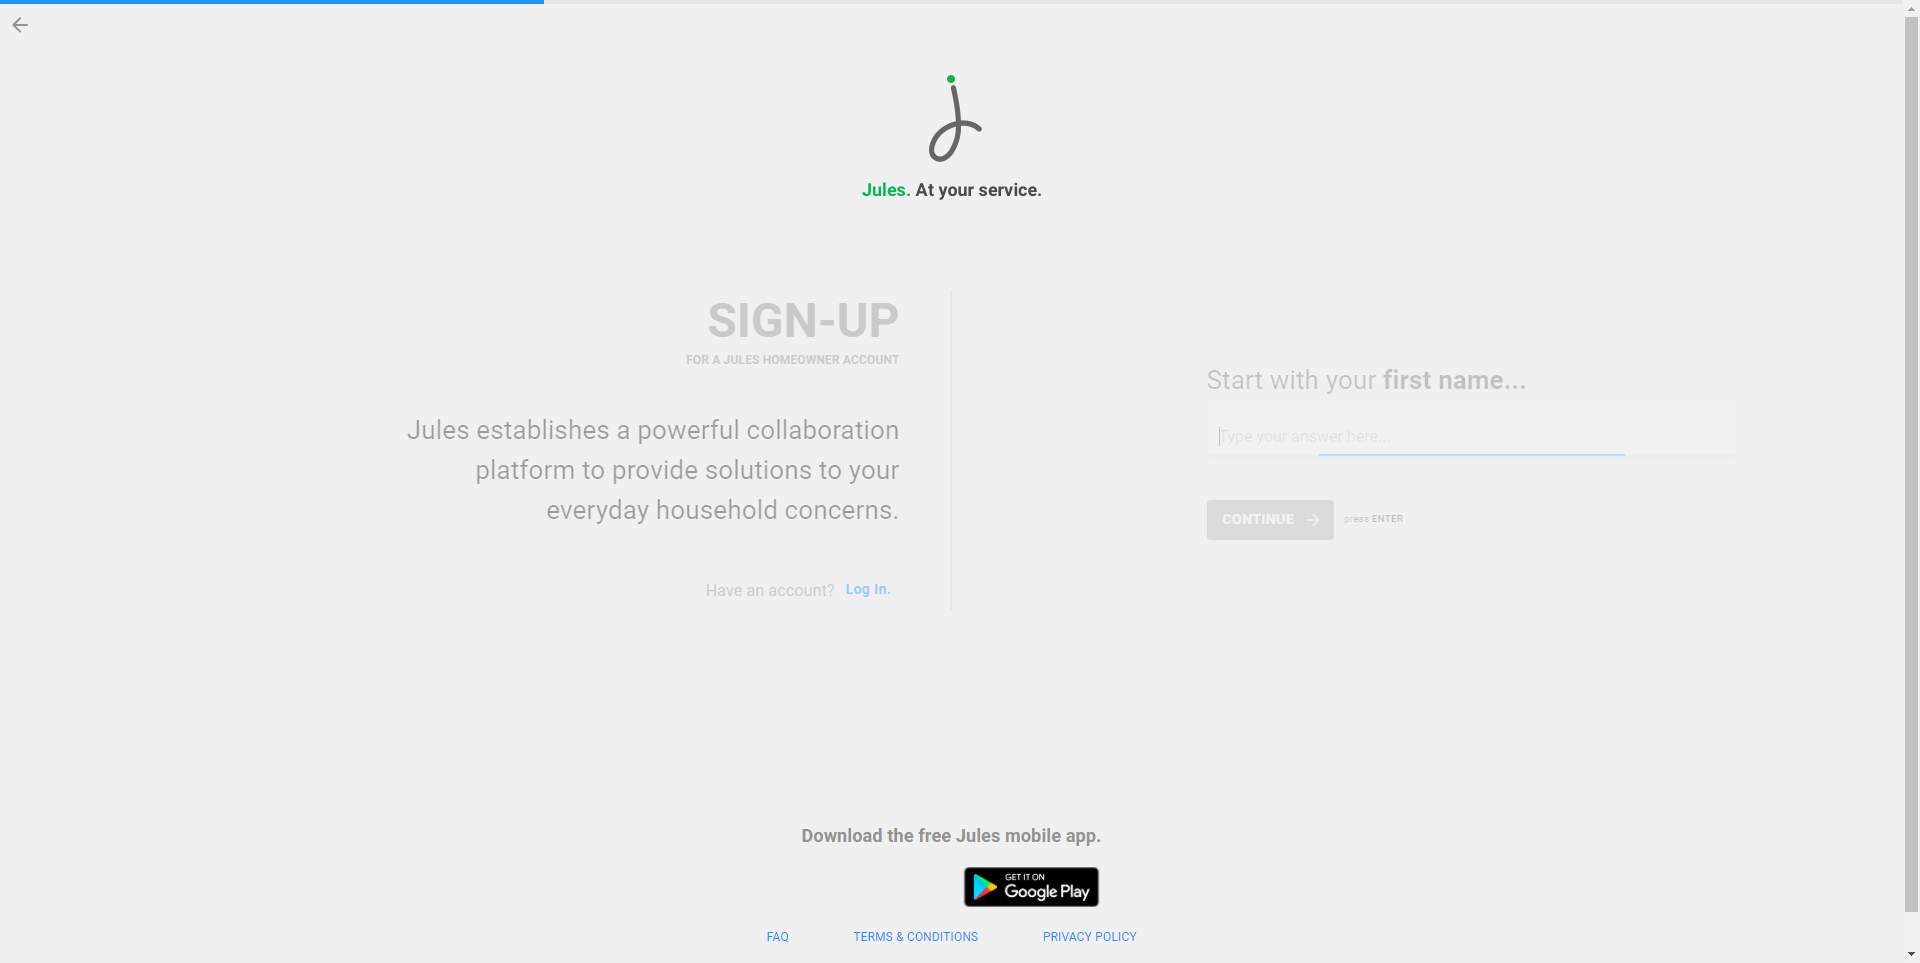 Jules. At your service.
SIGN-UP
FOR A JULES HOMEOWNER ACCOUNT
Jules establishes a powerful collaboration
platform to provide solutions to your
everyday household concerns.
Have an account? Log In.
Start with your first name...
Type your answer here...
CONTINUE
press ENTER
Download the free Jules mobile app.
GET IT ON
Google Play
FAQ
TERMS & CONDITIONS
PRIVACY POLICY